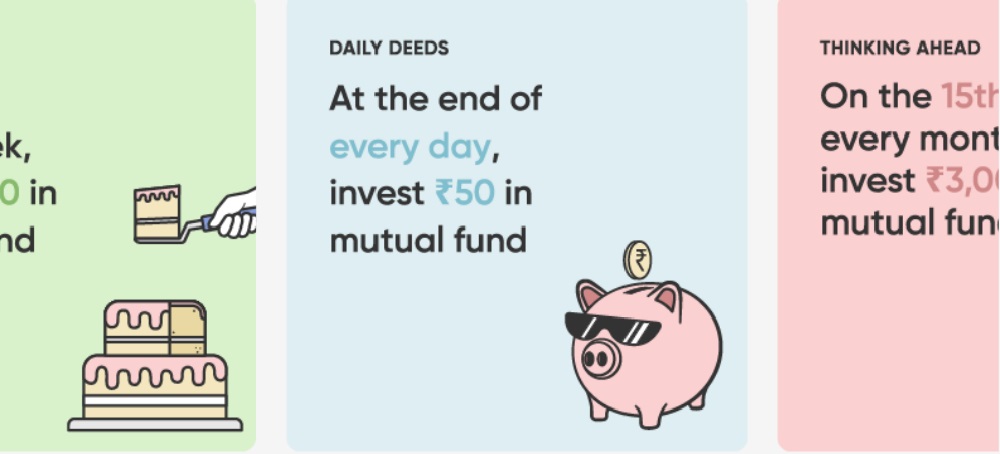 ek,
0 in
nd
DAILY DEEDS
At the end of
every day,
invest ₹50 in
mutual fund
₹
THINKING AHEAD
On the 15th
every mont
invest ₹3,00
mutual fun